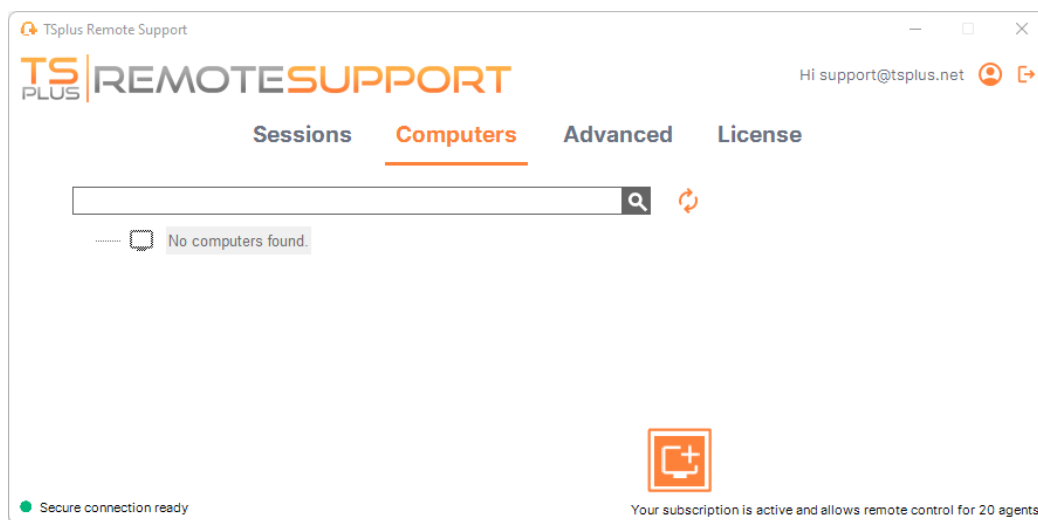 TSplus Remote Support
TS PLUS REMOTESUPPORT
Hi support@tsplus.net
Sessions Computers Advanced License
No computers found.
Secure connection ready
Your subscription is active and allows remote control for 20 agents